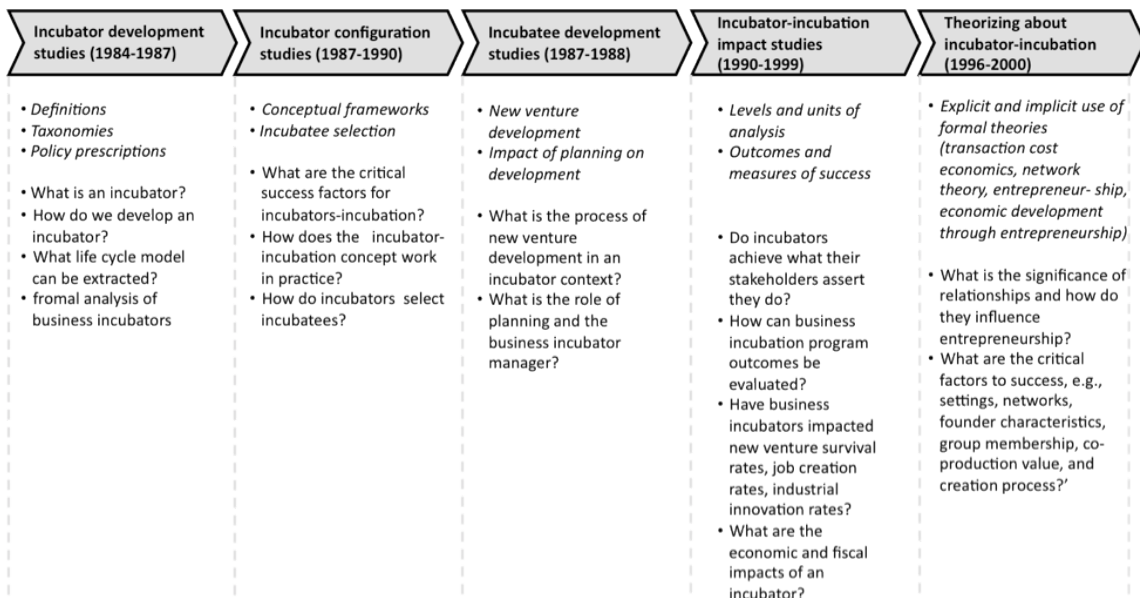 Incubator development
studies (1984-1987)
• Definitions
• Taxonomies
• Policy prescriptions
• What is an incubator?
• How do we develop an
incubator?
• What life cycle model
can be extracted?
• fromal analysis of
business incubators
Incubator configuration
studies (1987-1990)
• Conceptual frameworks
• Incubatee selection
• What are the critical
success factors for
incubators-incubation?
• How does the incubator-
incubation concept work
in practice?
• How do incubators select
incubatees?
Incubatee development
studies (1987-1988)
• New venture
development
• Impact of planning on
development
• What is the process of
new venture
development in an
incubator context?
• What is the role of
planning and the
business incubator
manager?
Incubator-incubation
impact studies
(1990-1999)
• Levels and units of
analysis
• Outcomes and
measures of success
• Do incubators
achieve what their
stakeholders assert
they do?
• How can business
incubation program
outcomes be
evaluated?
• Have business
incubators impacted
new venture survival
rates, job creation
rates, industrial
innovation rates?
• What are the
economic and fiscal
impacts of an
incubator?
Theorizing about
incubator-incubation
(1996-2000)
• Explicit and implicit use of
formal theories
(transaction cost
economics, network
theory, entrepreneur- ship,
economic development
through entrepreneurship)
• What is the significance of
relationships and how do
they influence
entrepreneurship?
• What are the critical
factors to success, e.g.,
settings, networks,
founder characteristics,
group membership, co-
production value, and
creation process?’